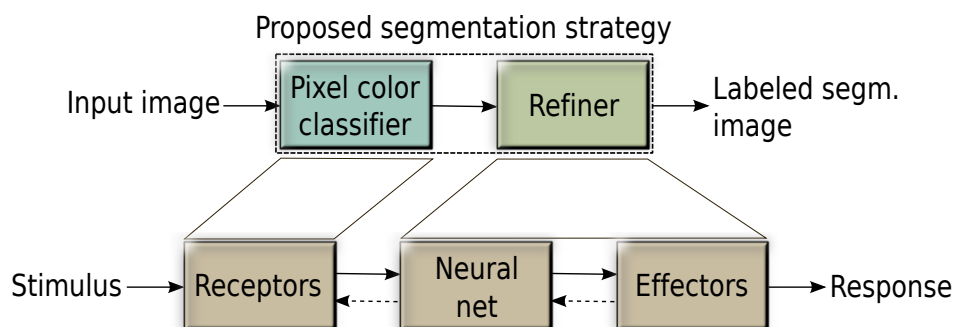 Proposed segmentation strategy
Input image
Pixel color
classifier
Refiner
Labeled segm.
image
Stimulus
Receptors
Neural
net
Effectors
Response